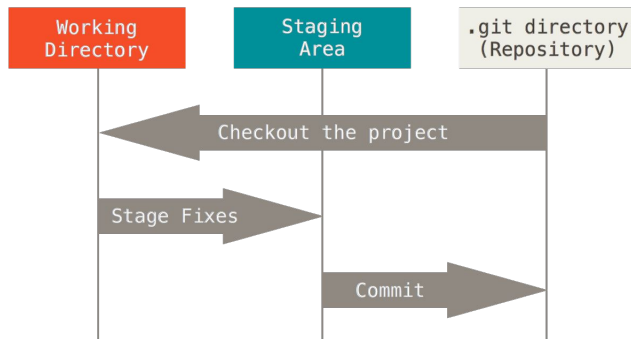 Working
Directory
Staging
Area
.git directory
(Repository)
Checkout the project
Stage Fixes
Commit